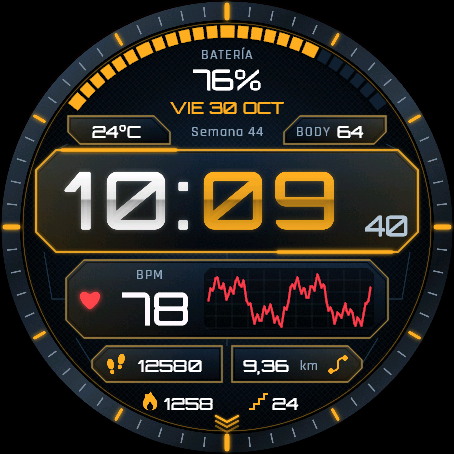 BATERÍA
76%
VIE 30 OCT
24°C Semana 44 BODY 64
10:09 40
BPM
78
12580 9,36 km
1258 24